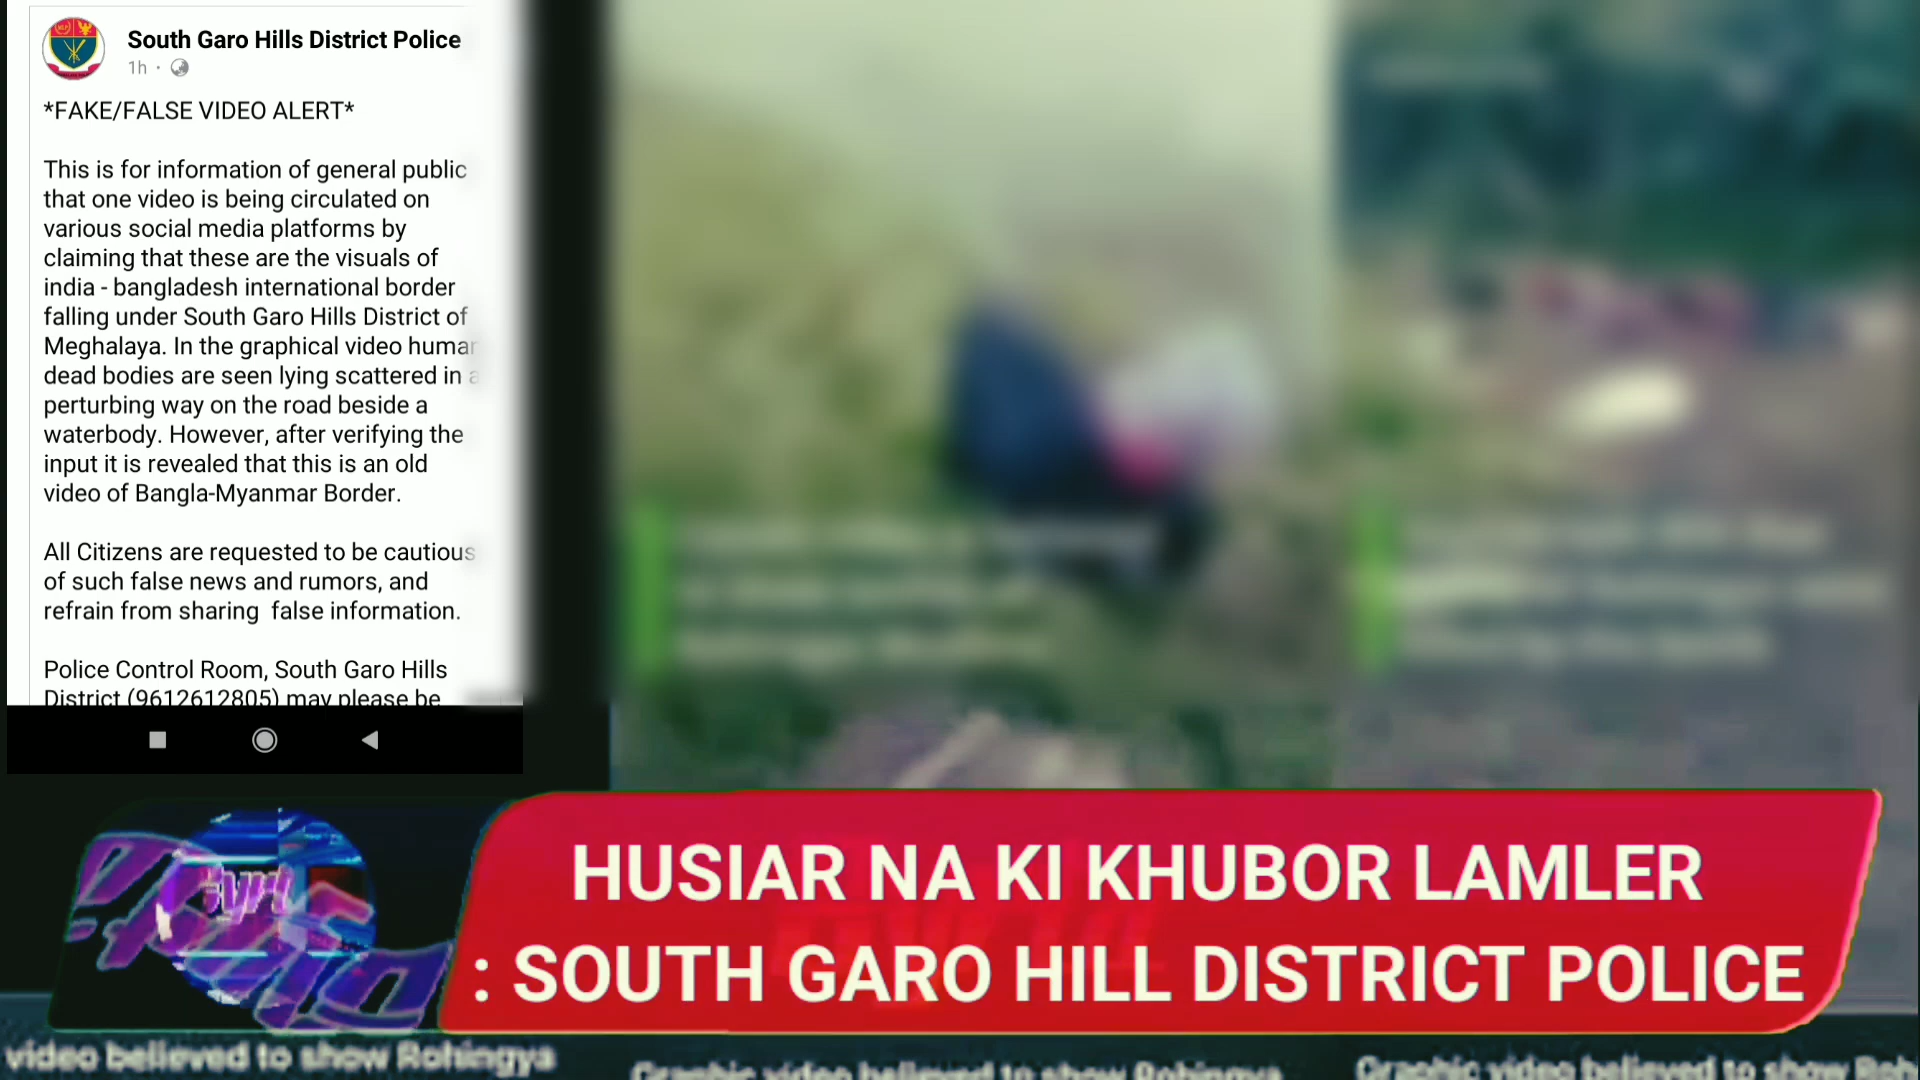 South Garo Hills District Police
1h ·
*FAKE/FALSE VIDEO ALERT*
This is for information of general public
that one video is being circulated on
various social media platforms by
claiming that these are the visuals of
india - bangladesh international border
falling under South Garo Hills District of
Meghalaya. In the graphical video human
dead bodies are seen lying scattered in a
perturbing way on the road beside a
waterbody. However, after verifying the
input it is revealed that this is an old
video of Bangla-Myanmar Border.
All Citizens are requested to be cautious
of such false news and rumors, and
refrain from sharing  false information.
Police Control Room, South Garo Hills
District (9612612805) may please be
HUSIAR NA KI KHUBOR LAMLER
: SOUTH GARO HILL DISTRICT POLICE
video believed to show Rohingya
Graphic video believed to show Rohingya
Graphic video believed to show Roh